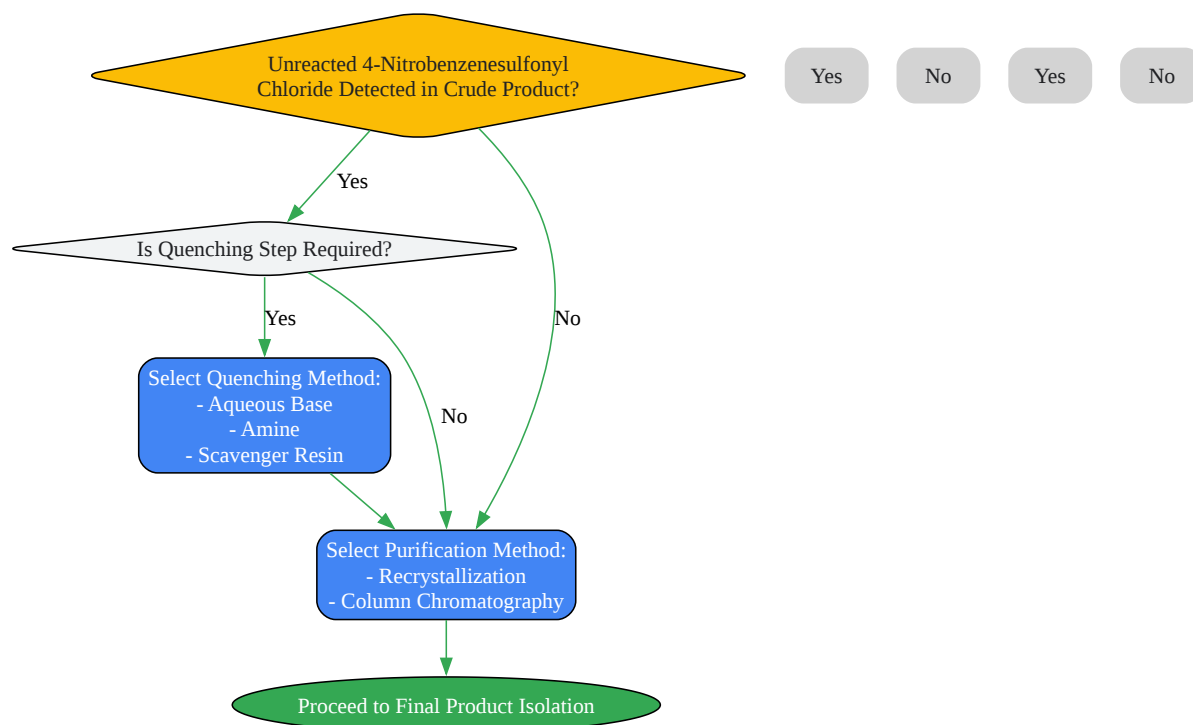 Unreacted 4-Nitrobenzenesulfonyl
Chloride Detected in Crude Product?
Yes
No
Yes
No
Yes
Is Quenching Step Required?
Yes
No
Select Quenching Method:
- Aqueous Base
- Amine
- Scavenger Resin
No
Select Purification Method:
- Recrystallization
- Column Chromatography
Proceed to Final Product Isolation